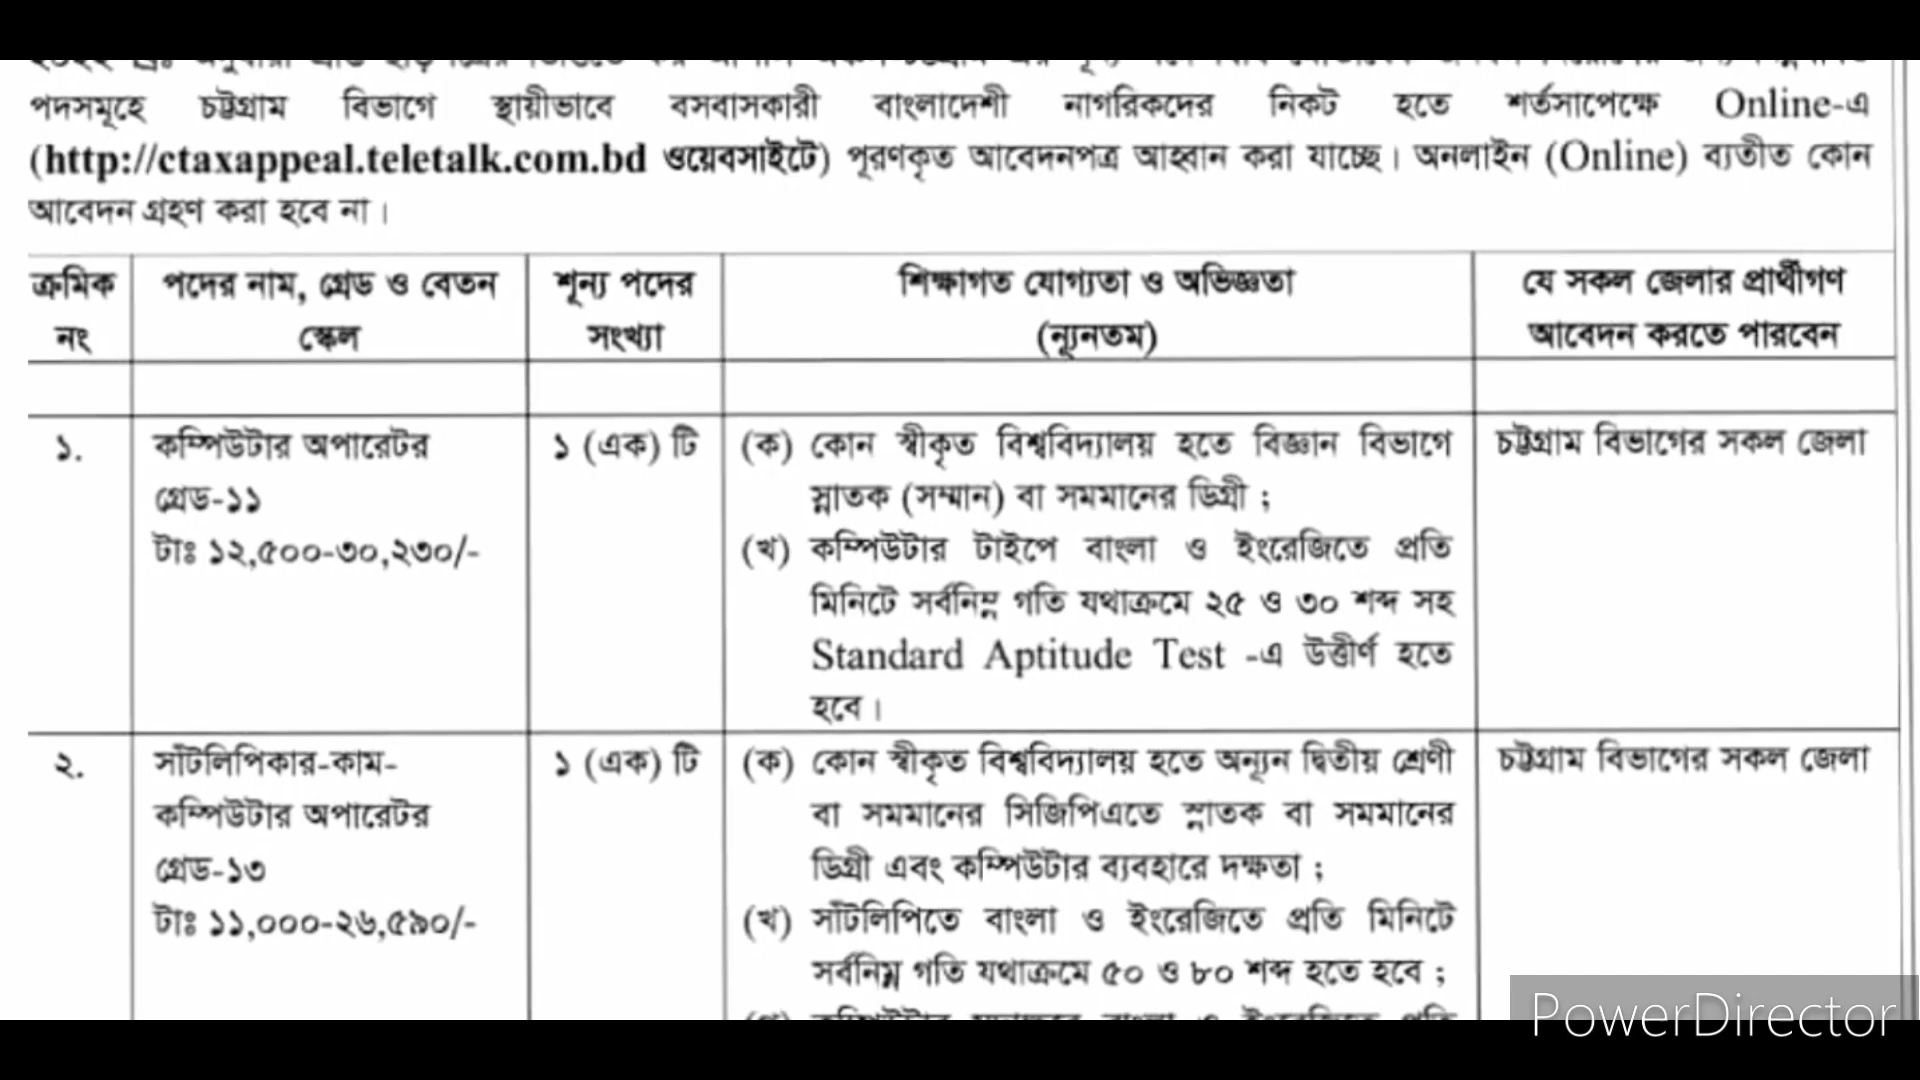 পদসমূহে চট্টগ্রাম বিভাগে স্থায়ীভাবে বসবাসকারী বাংলাদেশী নাগরিকদের নিকট হতে শর্তসাপেক্ষে Online-এ
(http://ctaxappeal.teletalk.com.bd ওয়েবসাইটে) পূরণকৃত আবেদনপত্র আহ্বান করা যাচ্ছে। অনলাইন (Online) ব্যতীত কোন
আবেদন গ্রহণ করা হবে না।
ক্রমিক নং
পদের নাম, গ্রেড ও বেতন
স্কেল
শূন্য পদের
সংখ্যা
শিক্ষাগত যোগ্যতা ও অভিজ্ঞতা
(ন্যূনতম)
যে সকল জেলার প্রার্থীগণ
আবেদন করতে পারবেন
১.
কম্পিউটার অপারেটর
গ্রেড-১১
টাঃ ১২,৫০০-৩০,২৩০/-
১ (এক) টি
(ক) কোন স্বীকৃত বিশ্ববিদ্যালয় হতে বিজ্ঞান বিভাগে
স্নাতক (সম্মান) বা সমমানের ডিগ্রী ;
(খ) কম্পিউটার টাইপে বাংলা ও ইংরেজিতে প্রতি
মিনিটে সর্বনিম্ন গতি যথাক্রমে ২৫ ও ৩০ শব্দ সহ
Standard Aptitude Test -এ উত্তীর্ণ হতে
হবে।
চট্টগ্রাম বিভাগের সকল জেলা
২.
সাঁটলিপিকার-কাম-
কম্পিউটার অপারেটর
গ্রেড-১৩
টাঃ ১১,০০০-২৬,৫৯০/-
১ (এক) টি
(ক) কোন স্বীকৃত বিশ্ববিদ্যালয় হতে অন্যূন দ্বিতীয় শ্রেণী
বা সমমানের সিজিপিএতে স্নাতক বা সমমানের
ডিগ্রী এবং কম্পিউটার ব্যবহারে দক্ষতা ;
(খ) সাঁটলিপিতে বাংলা ও ইংরেজিতে প্রতি মিনিটে
সর্বনিম্ন গতি যথাক্রমে ৫০ ও ৮০ শব্দ হতে হবে ;
চট্টগ্রাম বিভাগের সকল জেলা
PowerDirector